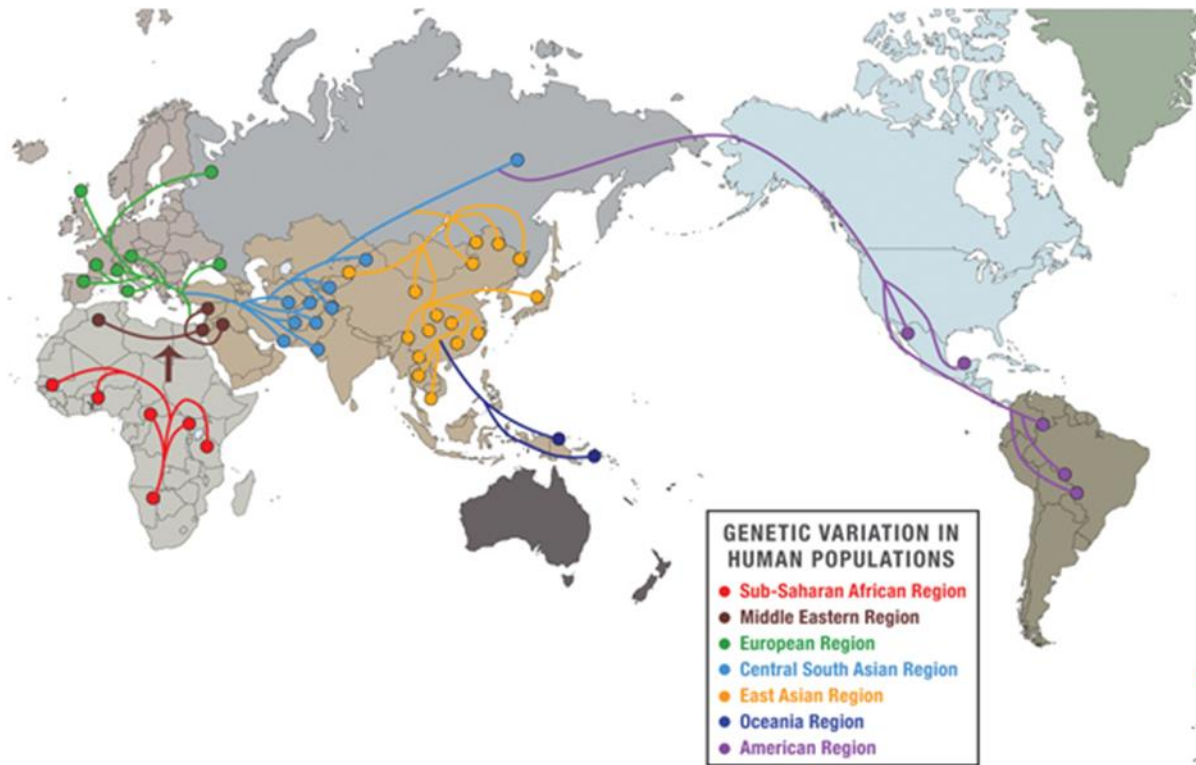 GENETIC VARIATION IN
HUMAN POPULATIONS
Sub-Saharan African Region
Middle Eastern Region
European Region
Central South Asian Region
East Asian Region
Oceania Region
American Region